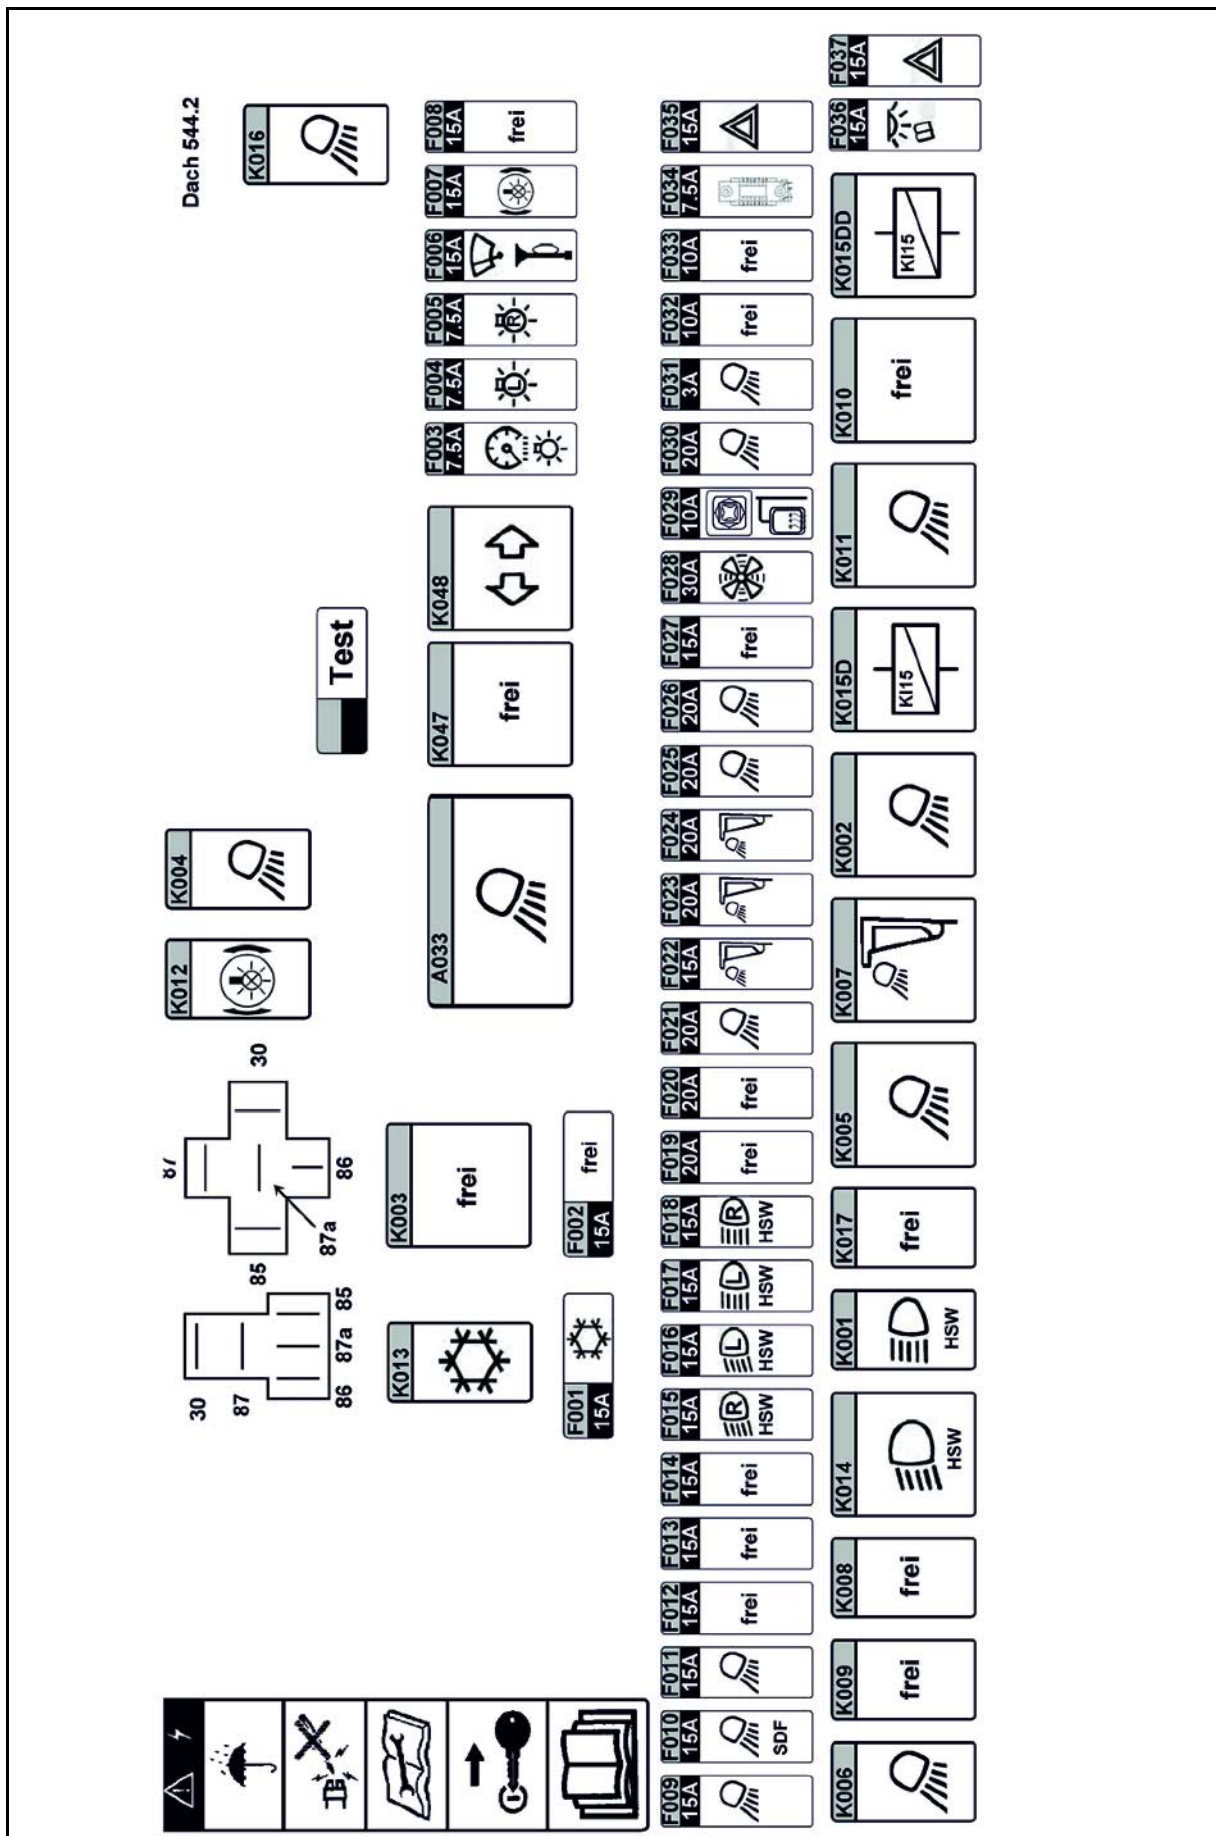 Dach 544.2
K012
K004
K016
30
87
86
87a
85
87
85
30
87a
86
Test
K013
K003
frei
A033
K047
frei
K048
F003
7.5A
F004
7.5A
L
F005
7.5A
R
F006
15A
F007
15A
F008
15A
frei
F001
15A
F002
15A
frei
F009
15A
F010
15A
SDF
F011
15A
F012
15A
frei
F013
15A
frei
F014
15A
frei
F015
15A
R
HSW
F016
15A
L
HSW
F017
15A
L
HSW
F018
15A
R
HSW
F019
20A
frei
F020
20A
frei
F021
20A
F022
15A
F023
20A
F024
20A
F025
20A
F026
20A
F027
15A
frei
F028
30A
F029
10A
F030
20A
F031
3A
F032
10A
frei
F033
10A
frei
F034
7.5A
F035
15A
K006
K009
frei
K008
frei
K014
HSW
K001
HSW
K017
frei
K005
K007
K002
K015D
KI15
K011
K010
frei
K015DD
KI15
F036
15A
F037
15A